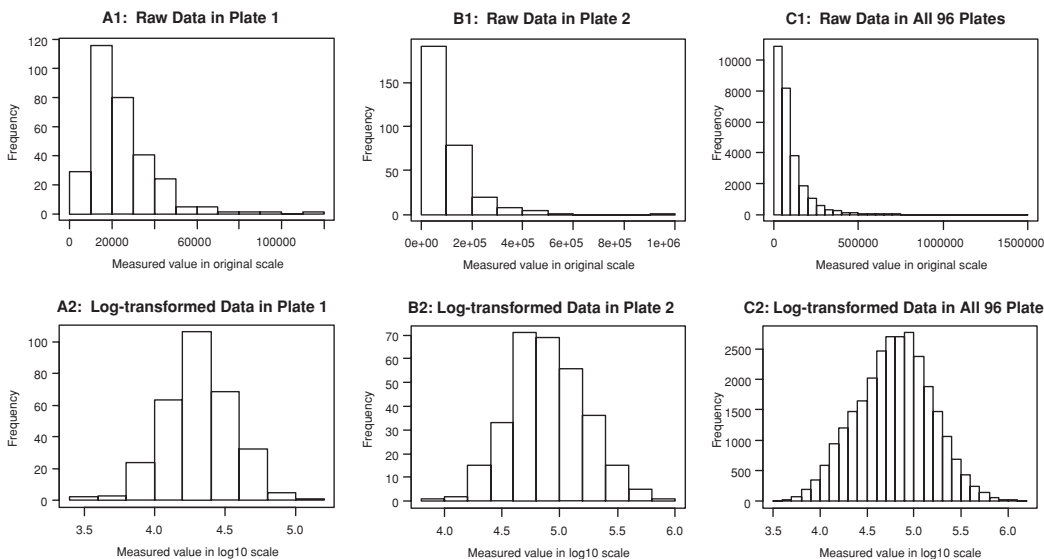 A1: Raw Data in Plate 1
Frequency
120
100
80
60
40
20
0
0
20000
60000
100000
Measured value in original scale
B1: Raw Data in Plate 2
Frequency
150
100
50
0
0e+00
2e+05
4e+05
6e+05
8e+05
1e+06
Measured value in original scale
C1: Raw Data in All 96 Plates
Frequency
10000
8000
6000
4000
2000
0
0
500000
1000000
1500000
Measured value in original scale
A2: Log-transformed Data in Plate 1
Frequency
100
80
60
40
20
0
3.5
4.0
4.5
5.0
Measured value in log10 scale
B2: Log-transformed Data in Plate 2
Frequency
70
60
50
40
30
20
10
0
4.0
4.5
5.0
5.5
6.0
Measured value in log10 scale
C2: Log-transformed Data in All 96 Plate
Frequency
2500
2000
1500
1000
500
0
3.5
4.0
4.5
5.0
5.5
6.0
Measured value in log10 scale